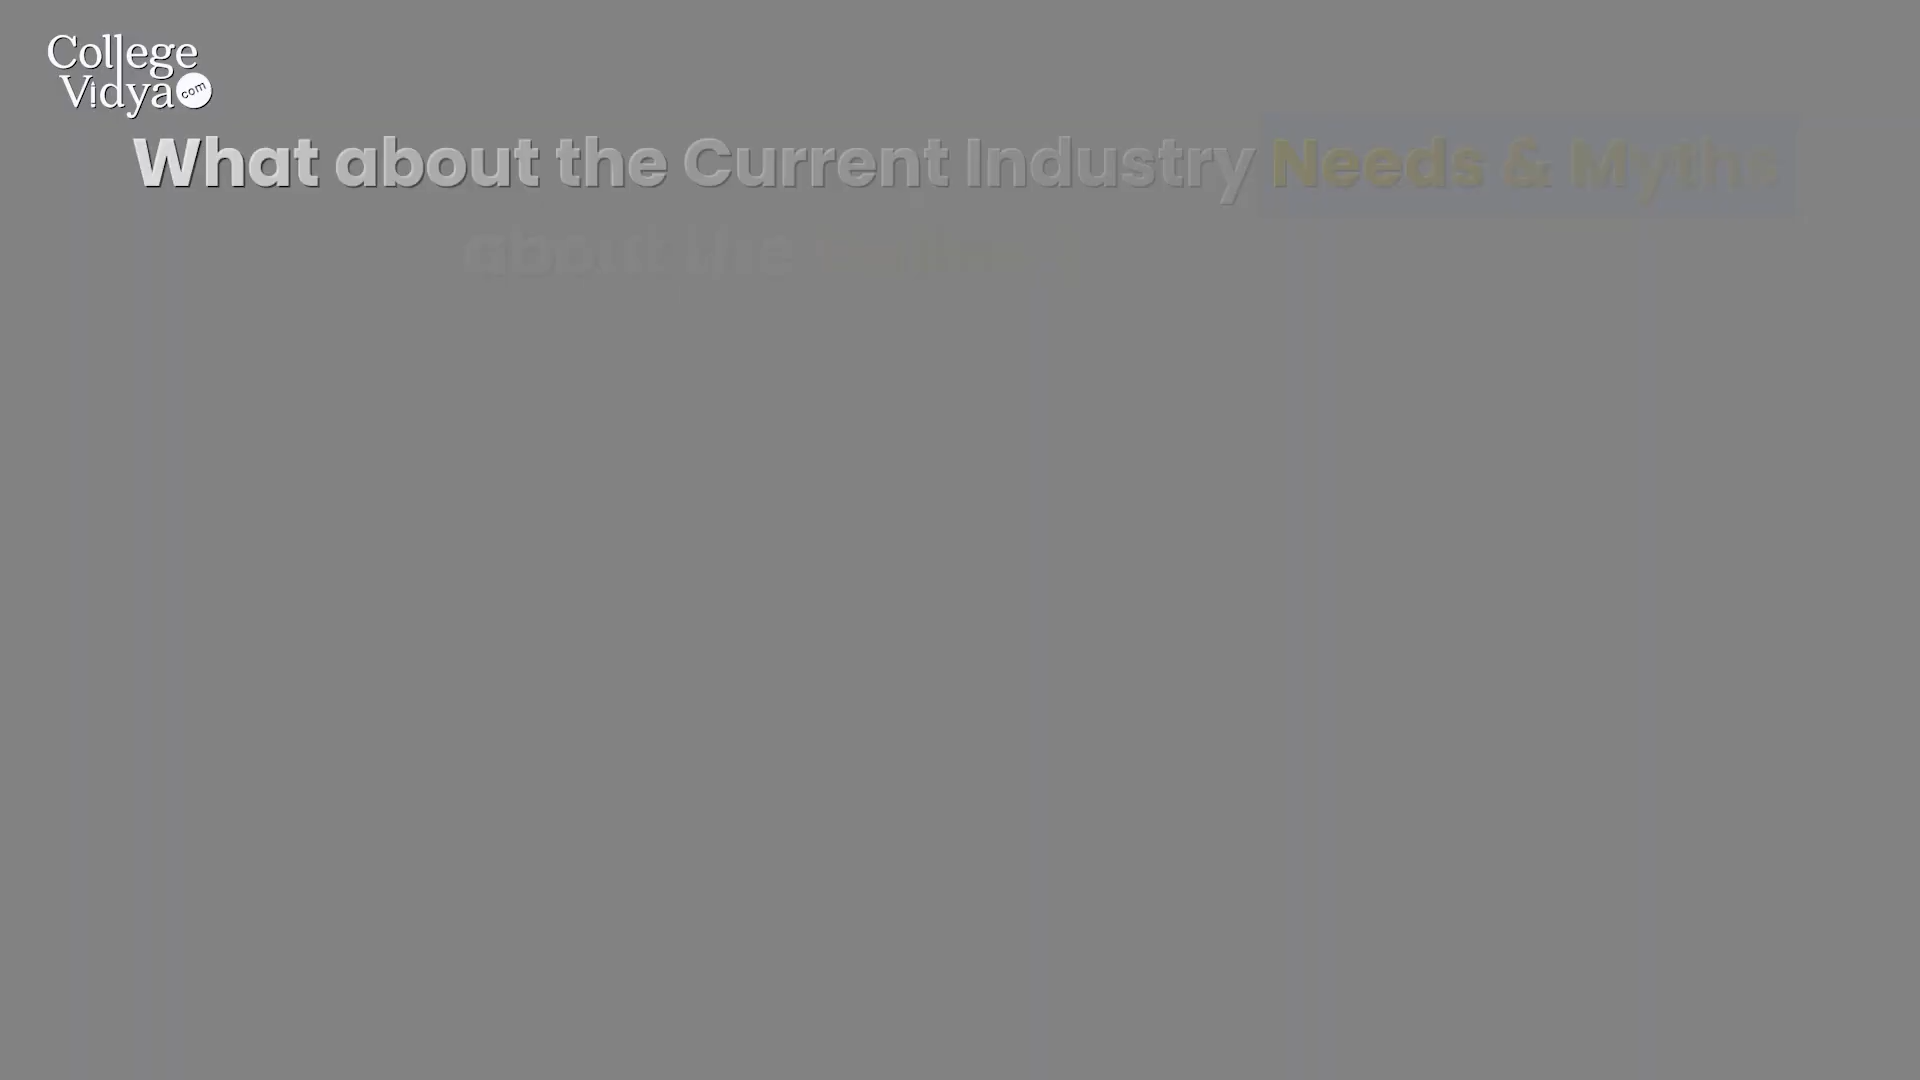 College
Vidya com
What about the Current Industry Needs & Myths
about the